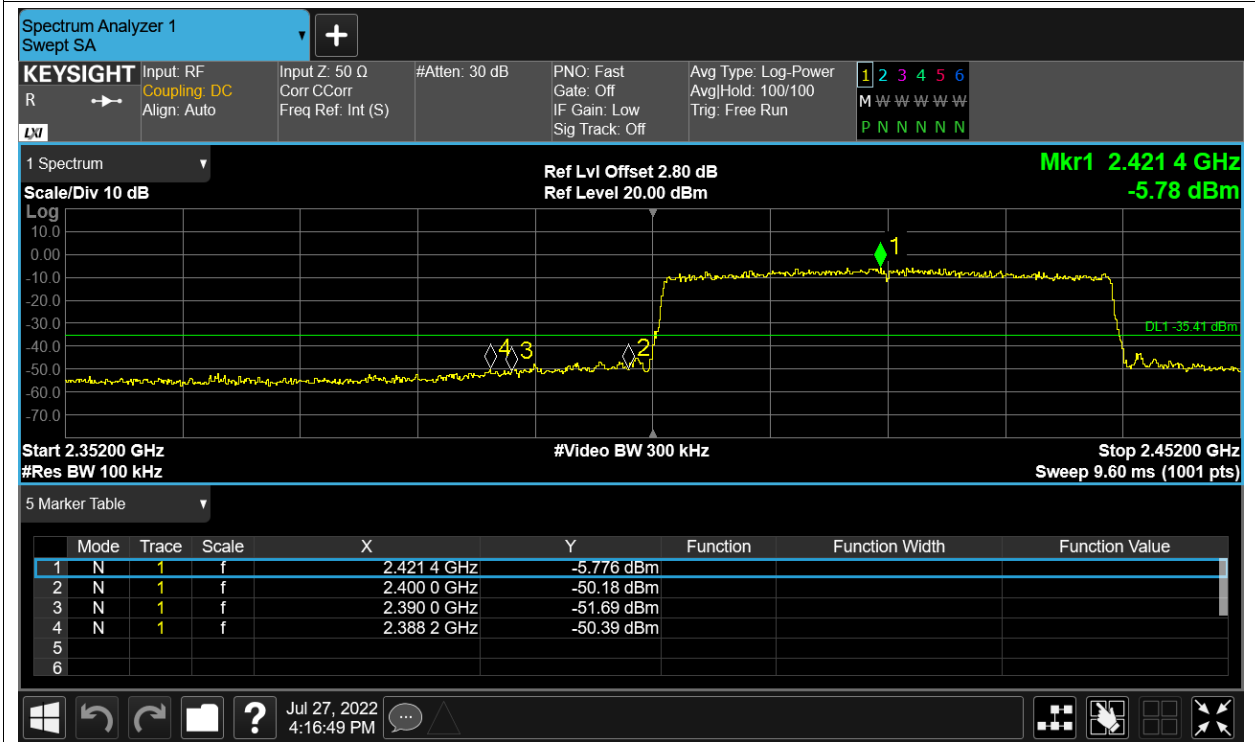 Spectrum Analyzer 1
Swept SA
+
KEYSIGHT Input: RF Input Z: 50 Ω #Atten: 30 dB PNO: Fast Avg Type: Log-Power 1 2 3 4 5 6
R Coupling: DC Corr CCorr Gate: Off Avg|Hold: 100/100 M W W W W W
Align: Auto Freq Ref: Int (S) IF Gain: Low Trig: Free Run
LXI Sig Track: Off P N N N N N
1 Spectrum Ref Lvl Offset 2.80 dB Mkr1 2.421 4 GHz
Scale/Div 10 dB Ref Level 20.00 dBm -5.78 dBm
Log
10.0
0.00
-10.0
-20.0
-30.0
-40.0
-50.0
-60.0
-70.0
1
DL1 -35.41 dBm
4 3 2
Start 2.35200 GHz #Video BW 300 kHz Stop 2.45200 GHz
#Res BW 100 kHz Sweep 9.60 ms (1001 pts)
5 Marker Table
Mode Trace Scale X Y Function Function Width Function Value
1 N 1 f 2.421 4 GHz -5.776 dBm
2 N 1 f 2.400 0 GHz -50.18 dBm
3 N 1 f 2.390 0 GHz -51.69 dBm
4 N 1 f 2.388 2 GHz -50.39 dBm
5
6
? Jul 27, 2022
4:16:49 PM